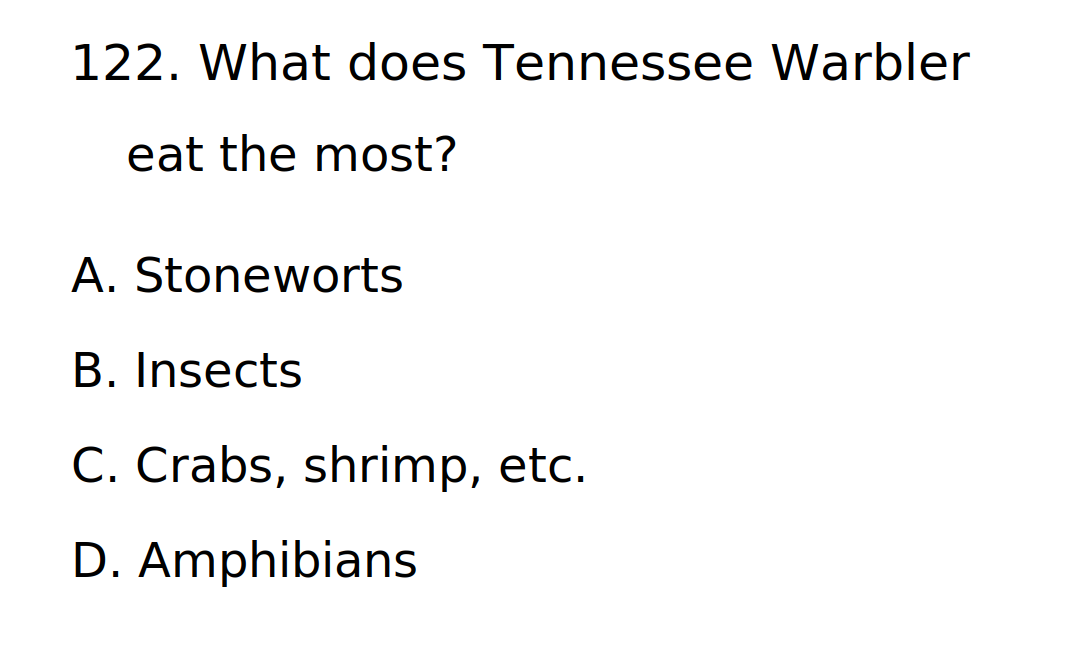 122. What does Tennessee Warbler
eat the most?
A. Stoneworts
B. Insects
C. Crabs, shrimp, etc.
D. Amphibians